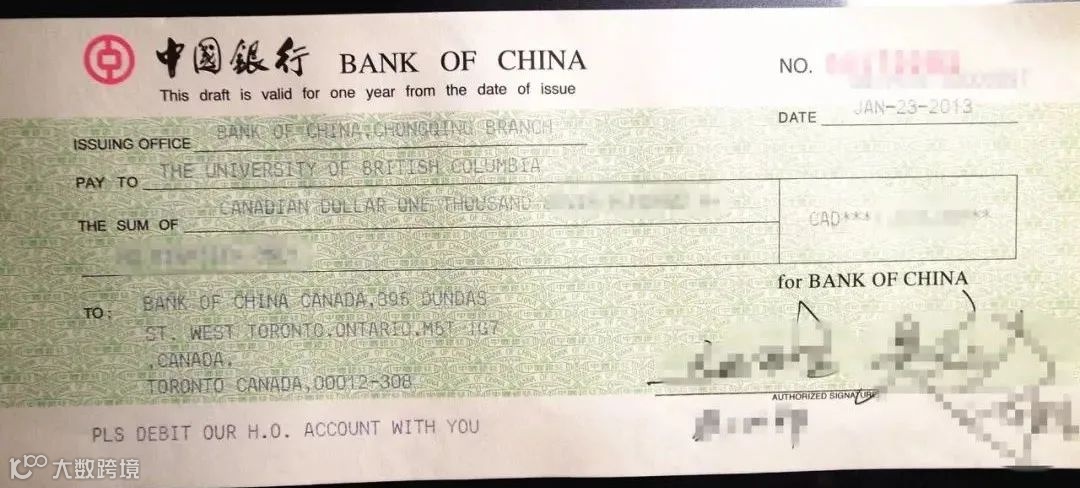 中國銀行 BANK OF CHINA
This draft is valid for one year from the date of issue
NO.
DATE JAN-23-2013
ISSUING OFFICE BANK OF CHINA,CHONGQING BRANCH
PAY TO THE UNIVERSITY OF BRITISH COLUMBIA
THE SUM OF CANADIAN DOLLAR ONE THOUSAND
CAD*** **
for BANK OF CHINA
TO: BANK OF CHINA CANADA,396 DUNDAS
ST. WEST TORONTO.ONTARIO.M5T 1G7
,CANADA.
TORONTO CANADA,00012-308
AUTHORIZED SIGNATURE
PLS DEBIT OUR H.O. ACCOUNT WITH YOU
大数跨境